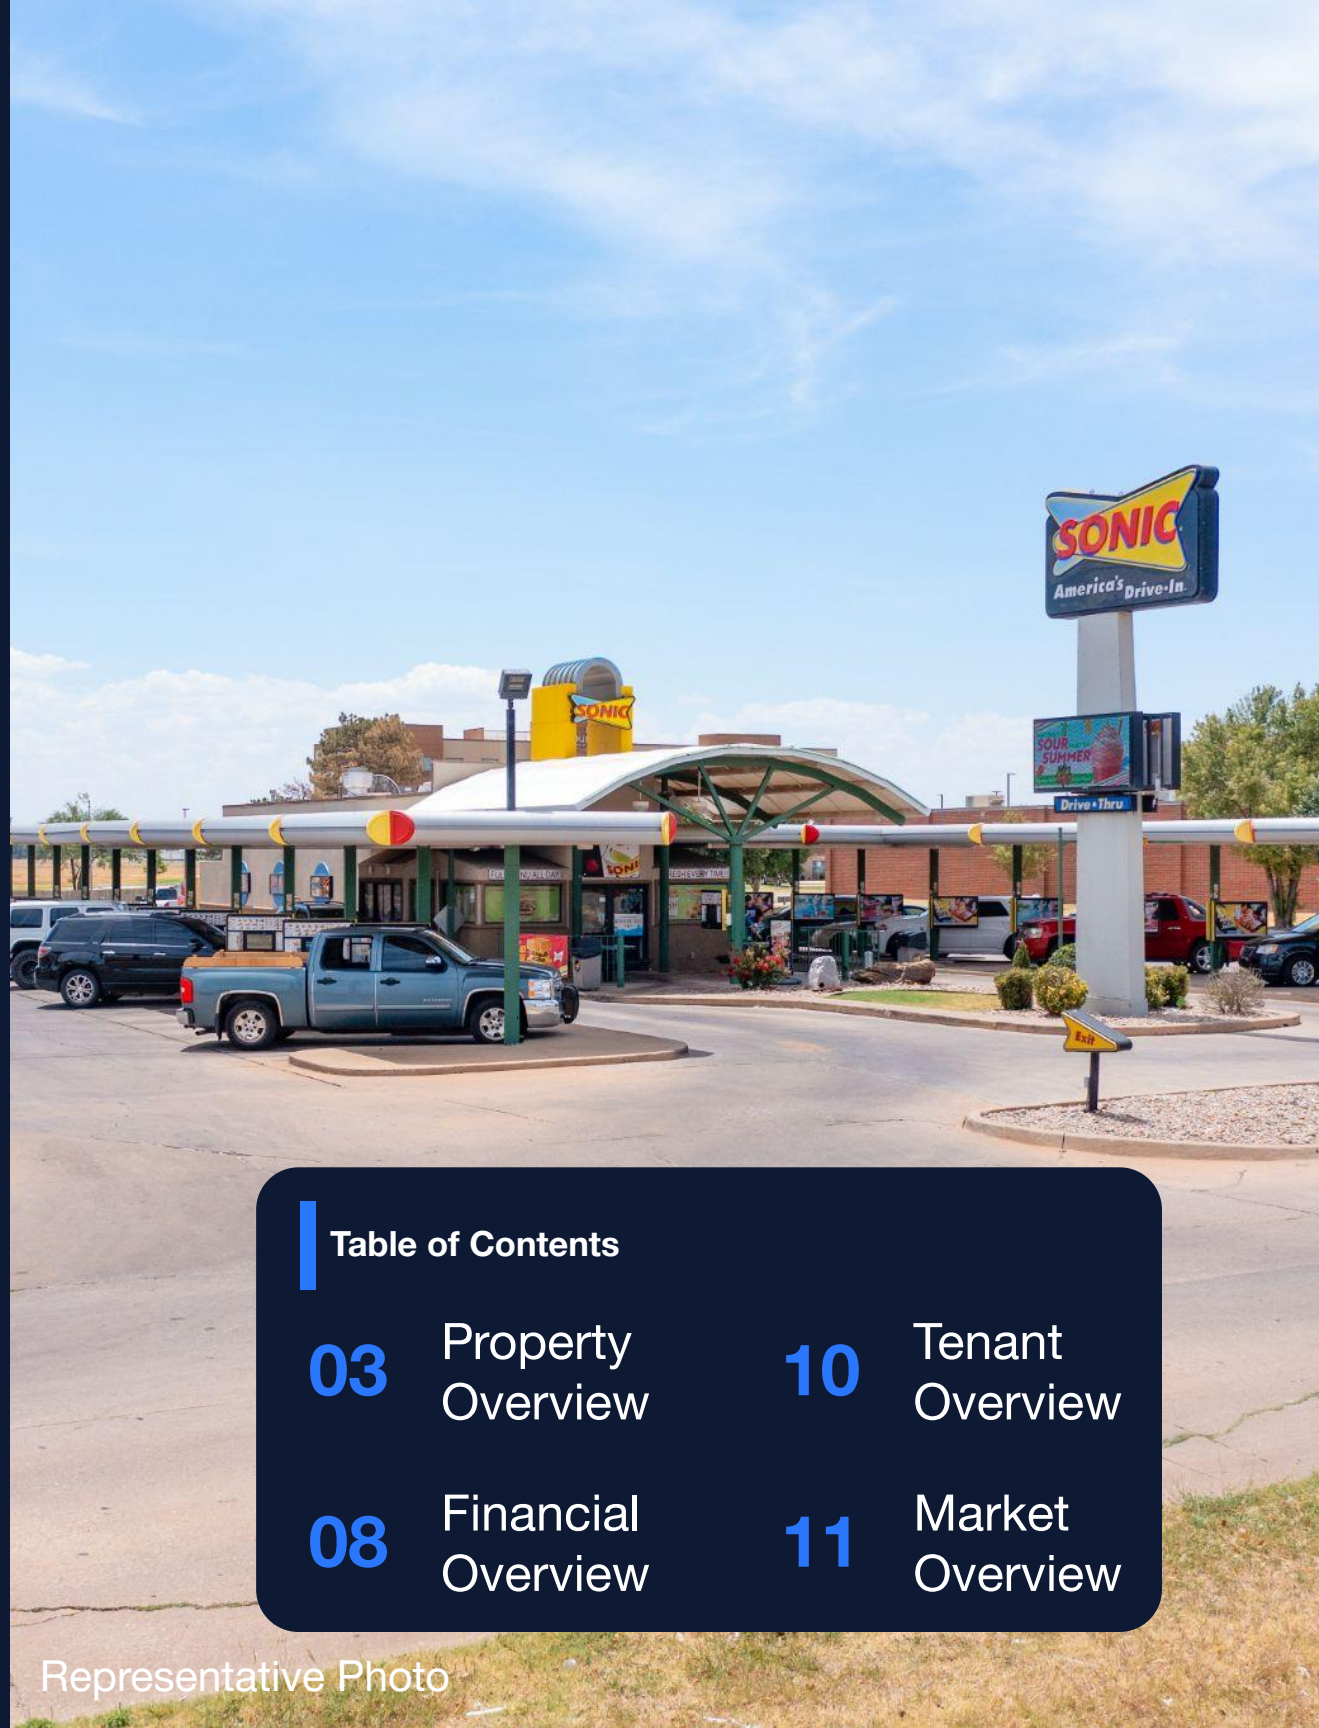 SONIC
America's Drive-In
SONIC
SOUR
SUMMER
Drive-Thru
Exit
Table of Contents
03
Property
Overview
10
Tenant
Overview
08
Financial
Overview
11
Market
Overview
Representative Photo